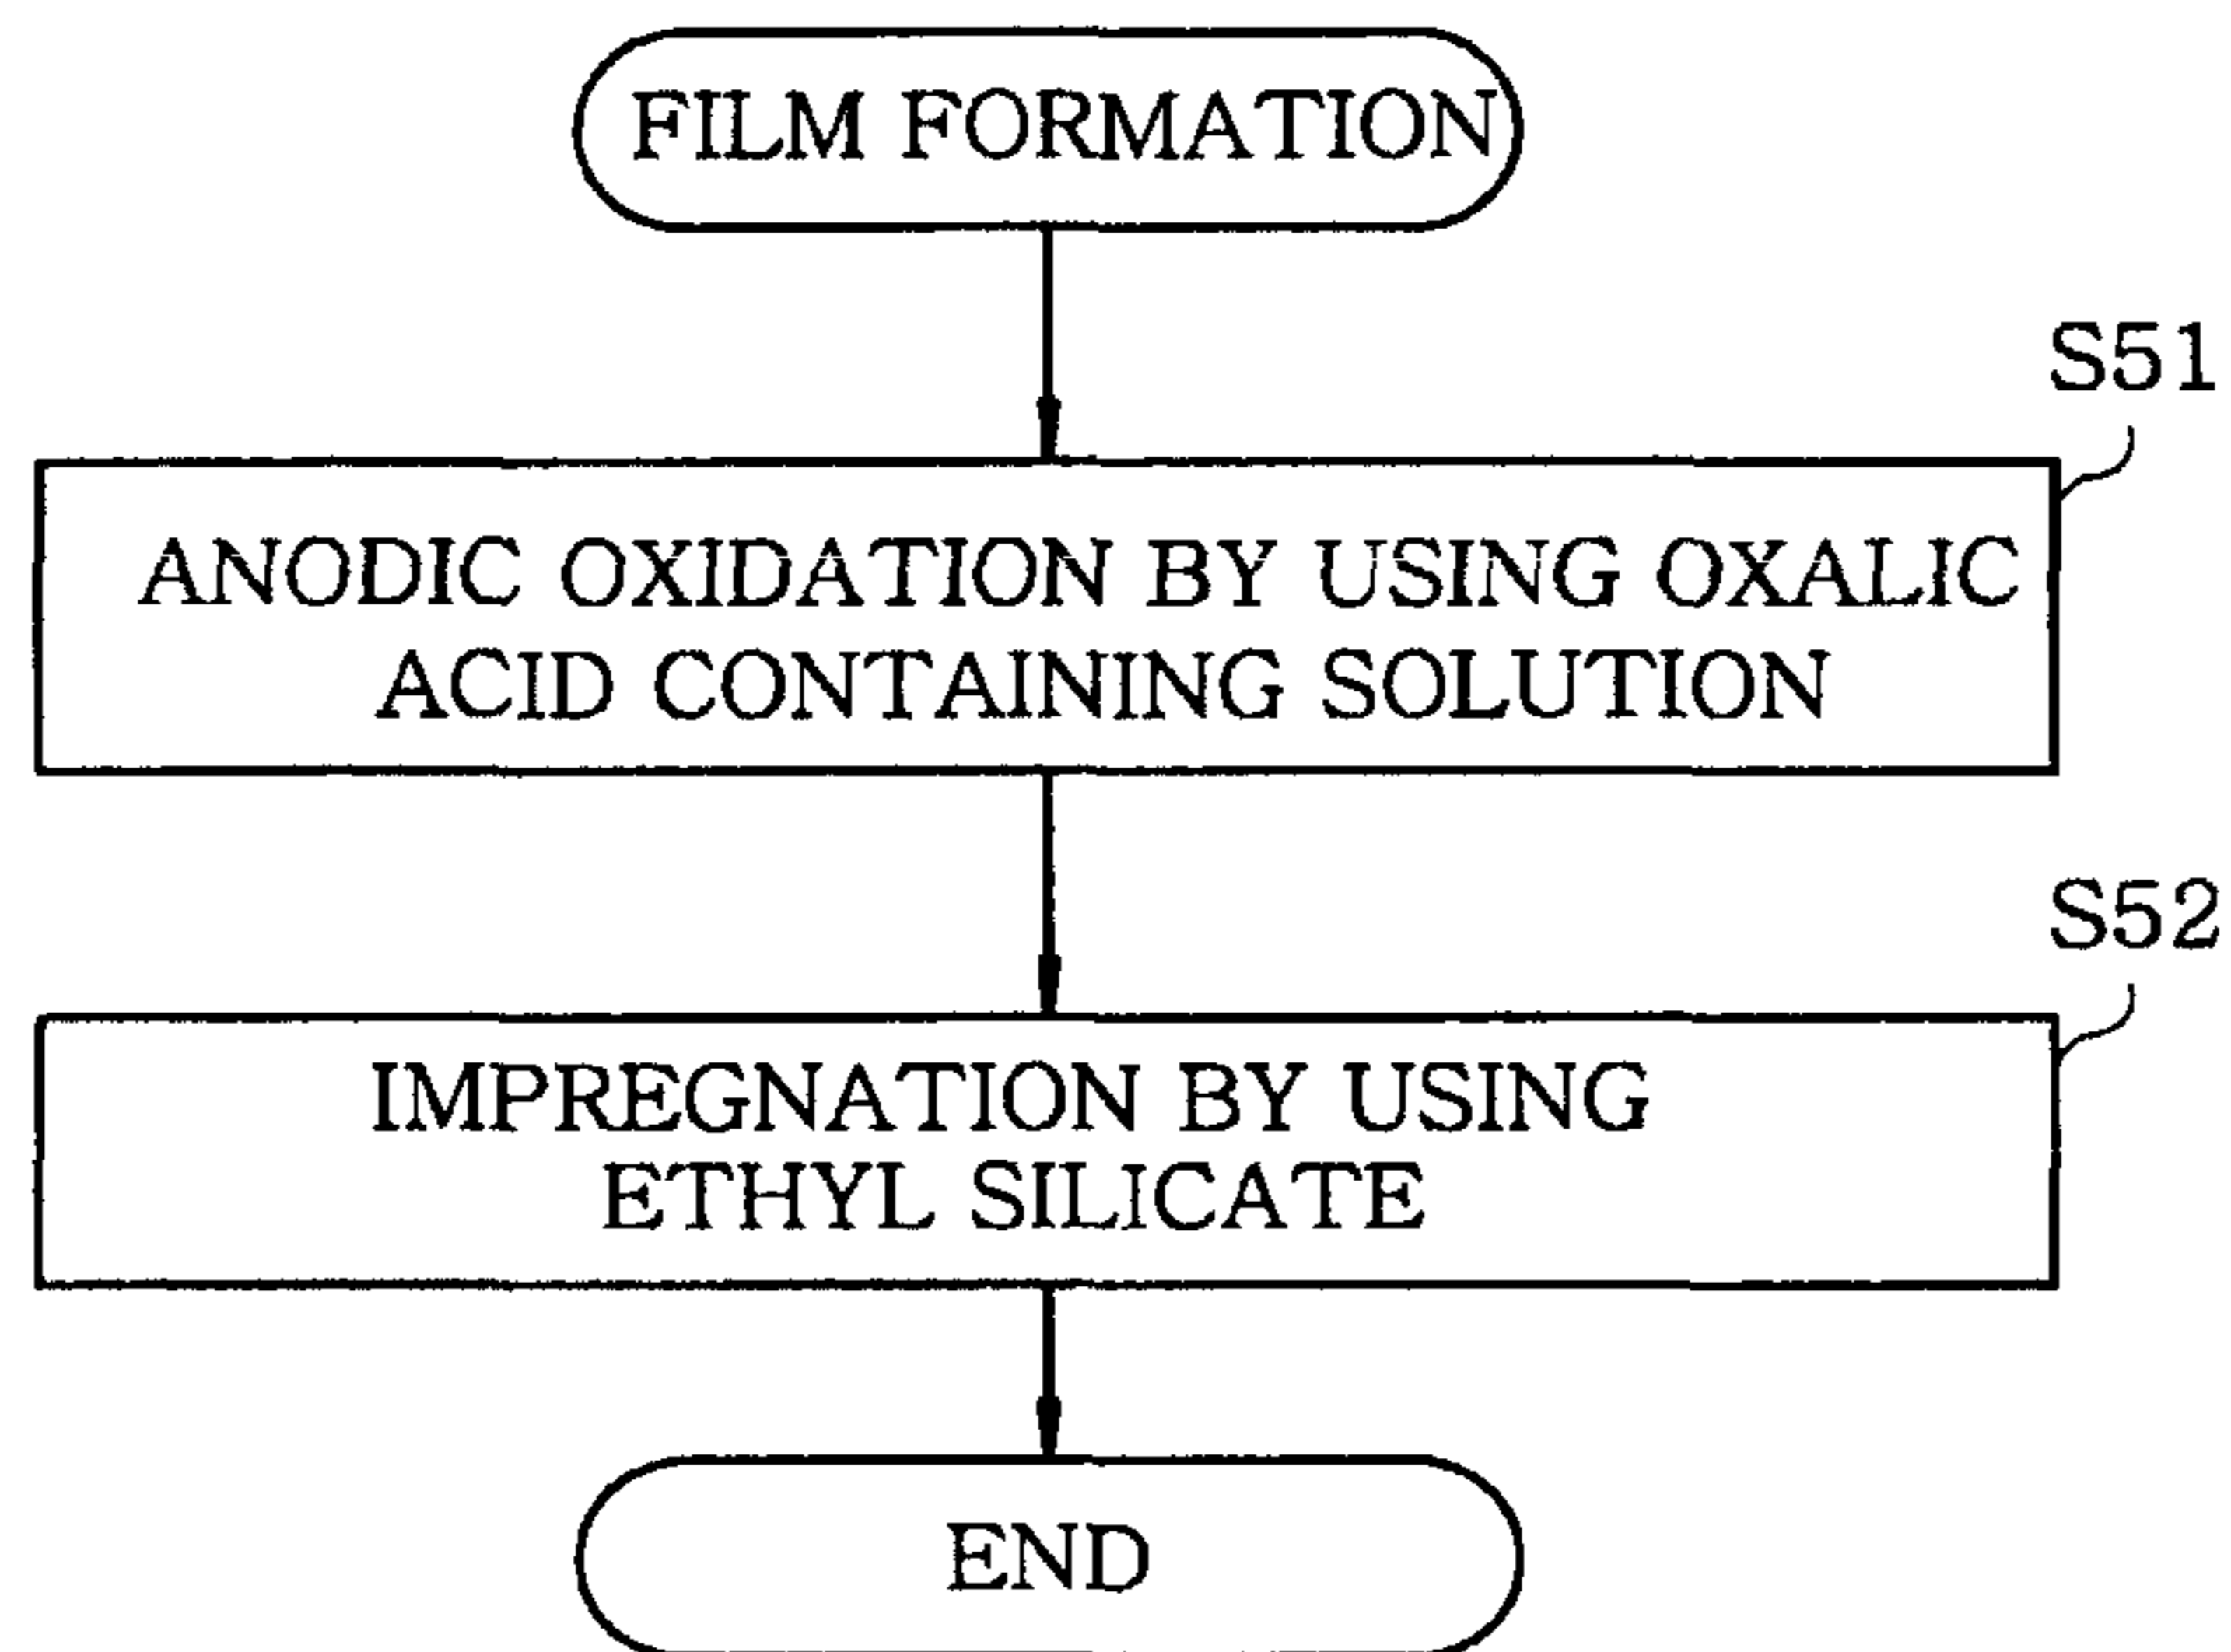 FILM FORMATION
S51
ANODIC OXIDATION BY USING OXALIC
ACID CONTAINING SOLUTION
S52
IMPREGNATION BY USING
ETHYL SILICATE
END